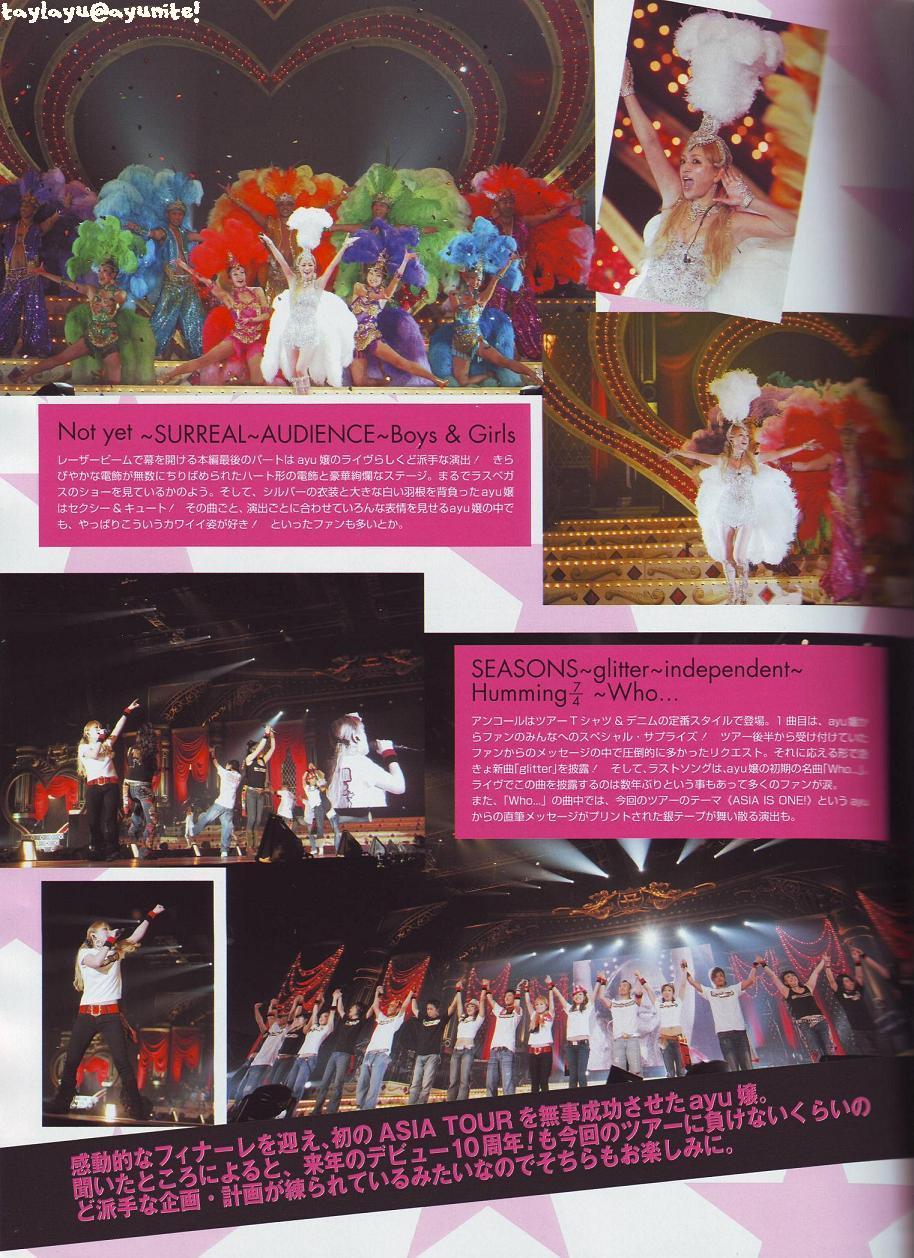 taylayu@ayunite!
Not yet ~SURREAL~AUDIENCE~Boys & Girls
レーザービームで幕を開ける本編最後のパートは ayu 嬢のライヴらしくど派手な演出! きら
びやかな電飾が無数にちりばめられたハート形の電飾と豪華絢爛なステージ。まるでラスベガ
スのショーを見ているかのよう。そして、シルバーの衣装と大きな白い羽根を背負ったayu嬢
はセクシー&キュート! その曲ごと、演出ごとに合わせていろんな表情を見せるayu嬢の中で
も、やっぱりこういうカワイイ姿が好き! といったファンも多いとか。
SEASONS~glitter~independent~
Humming 7/4 ~Who...
アンコールはツアーTシャツ&デニムの定番スタイルで登場。1曲目は、ayu嬢か
らファンのみんなへのスペシャル・サプライズ! ツアー後半から受け付けていた
ファンからのメッセージの中で圧倒的に多かったリクエスト。それに応える形で
きょ新曲「glitter」を披露! そして、ラストソングは、ayu嬢の初期の名曲「Who...」。
ライヴでこの曲を披露するのは数年ぶりという事もあって多くのファンが涙。
また、「Who...」の曲中では、今回のツアーのテーマ《ASIA IS ONE!》という ayu
からの直筆メッセージがプリントされた銀テープが舞い散る演出も。
感動的なフィナーレを迎え、初の ASIA TOUR を無事成功させた ayu 嬢。
聞いたところによると、来年のデビュー10周年!も今回のツアーに負けないくらいの
ど派手な企画・計画が練られているみたいなのでそちらもお楽しみに。